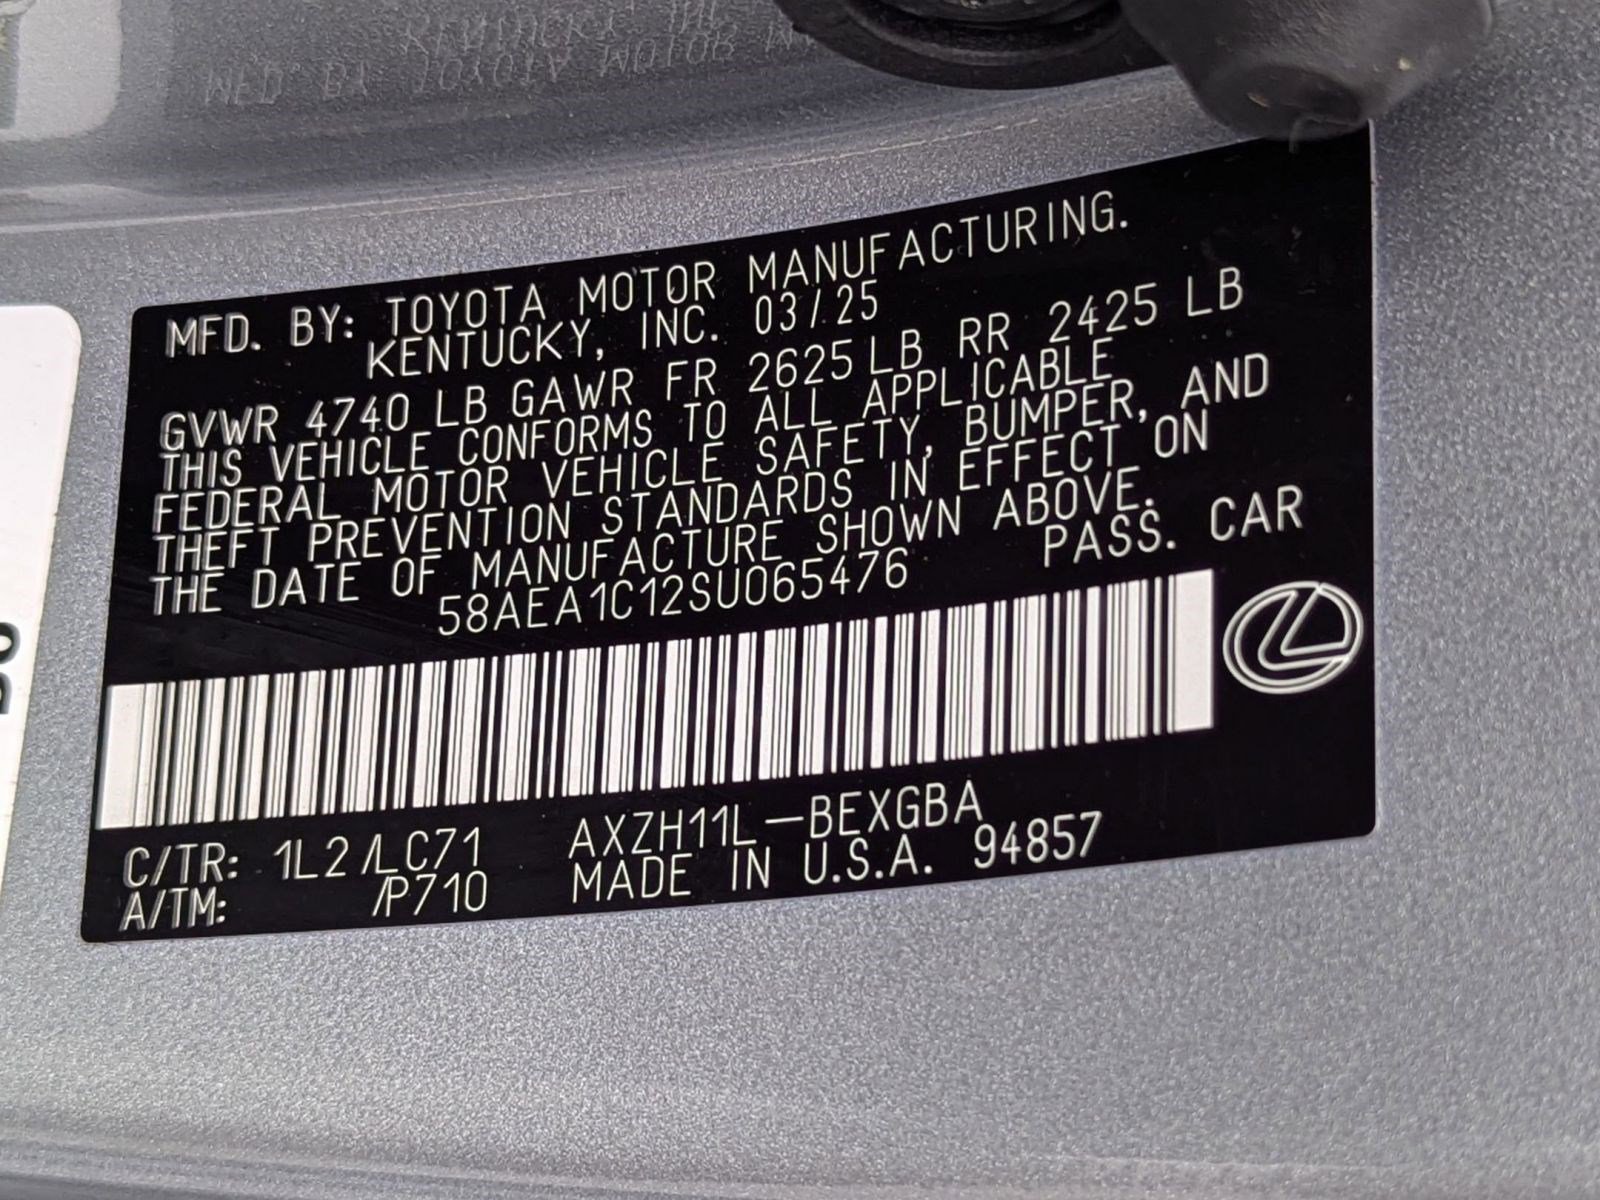 MFD. BY: TOYOTA MOTOR MANUFACTURING.
KENTUCKY, INC. 03/25
GVWR 4740 LB GAWR FR 2625 LB RR 2425 LB
THIS VEHICLE CONFORMS TO ALL APPLICABLE
FEDERAL MOTOR VEHICLE SAFETY, BUMPER, AND
THEFT PREVENTION STANDARDS IN EFFECT ON
THE DATE OF MANUFACTURE SHOWN ABOVE.
58AEA1C12SU065476 PASS. CAR
C/TR: 1L2/LC71 AXZH11L-BEXGBA
A/TM: /P710 MADE IN U.S.A. 94857